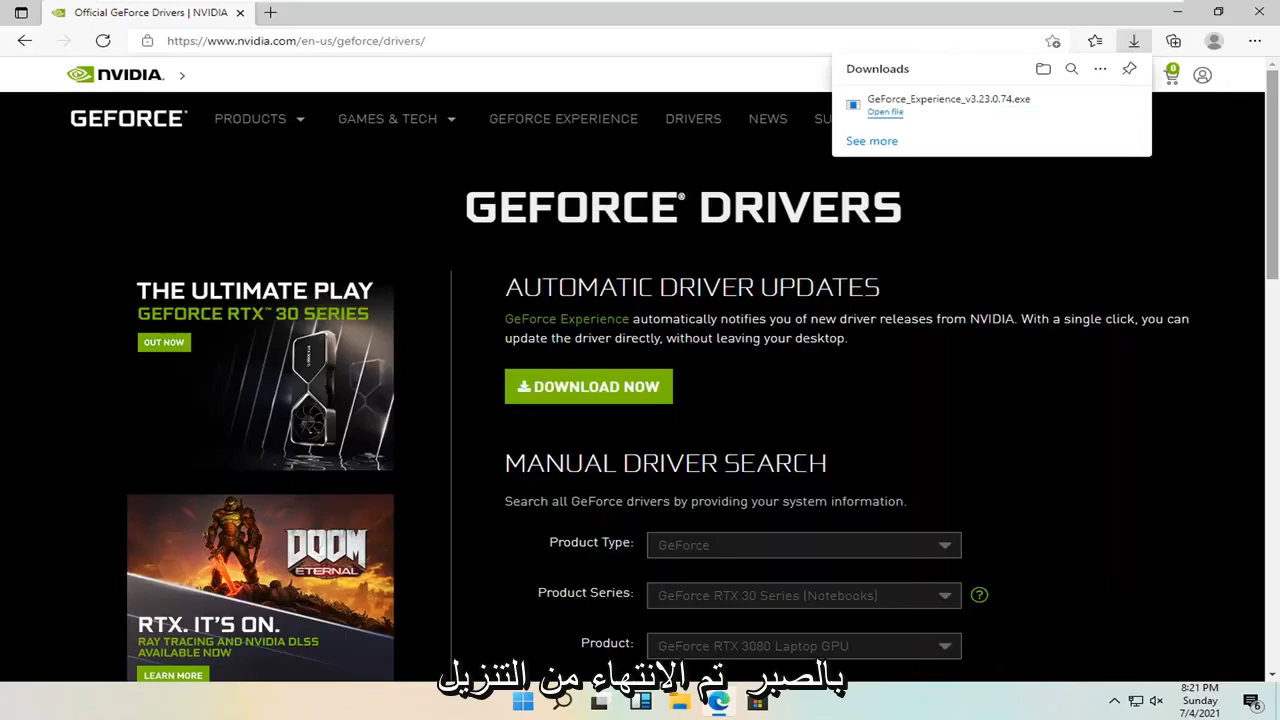 Official GeForce Drivers | NVIDIA
https://www.nvidia.com/en-us/geforce/drivers/
Downloads
GeForce_Experience_v3.23.0.74.exe
Open file
See more
NVIDIA.
0
GEFORCE®
PRODUCTS
GAMES & TECH
GEFORCE EXPERIENCE
DRIVERS
NEWS
SU
GEFORCE® DRIVERS
THE ULTIMATE PLAY
GEFORCE RTX™ 30 SERIES
OUT NOW
AUTOMATIC DRIVER UPDATES
GeForce Experience automatically notifies you of new driver releases from NVIDIA. With a single click, you can
update the driver directly, without leaving your desktop.
DOWNLOAD NOW
MANUAL DRIVER SEARCH
Search all GeForce drivers by providing your system information.
Product Type: GeForce
Product Series: GeForce RTX 30 Series (Notebooks) ?
Product: GeForce RTX 3080 Laptop GPU
DOOM
ETERNAL
RTX. IT'S ON.
RAY TRACING AND NVIDIA DLSS
AVAILABLE NOW
LEARN MORE
بالصبر تم الانتهاء من التنزيل
8:21 PM
Sunday
7/4/2021
6